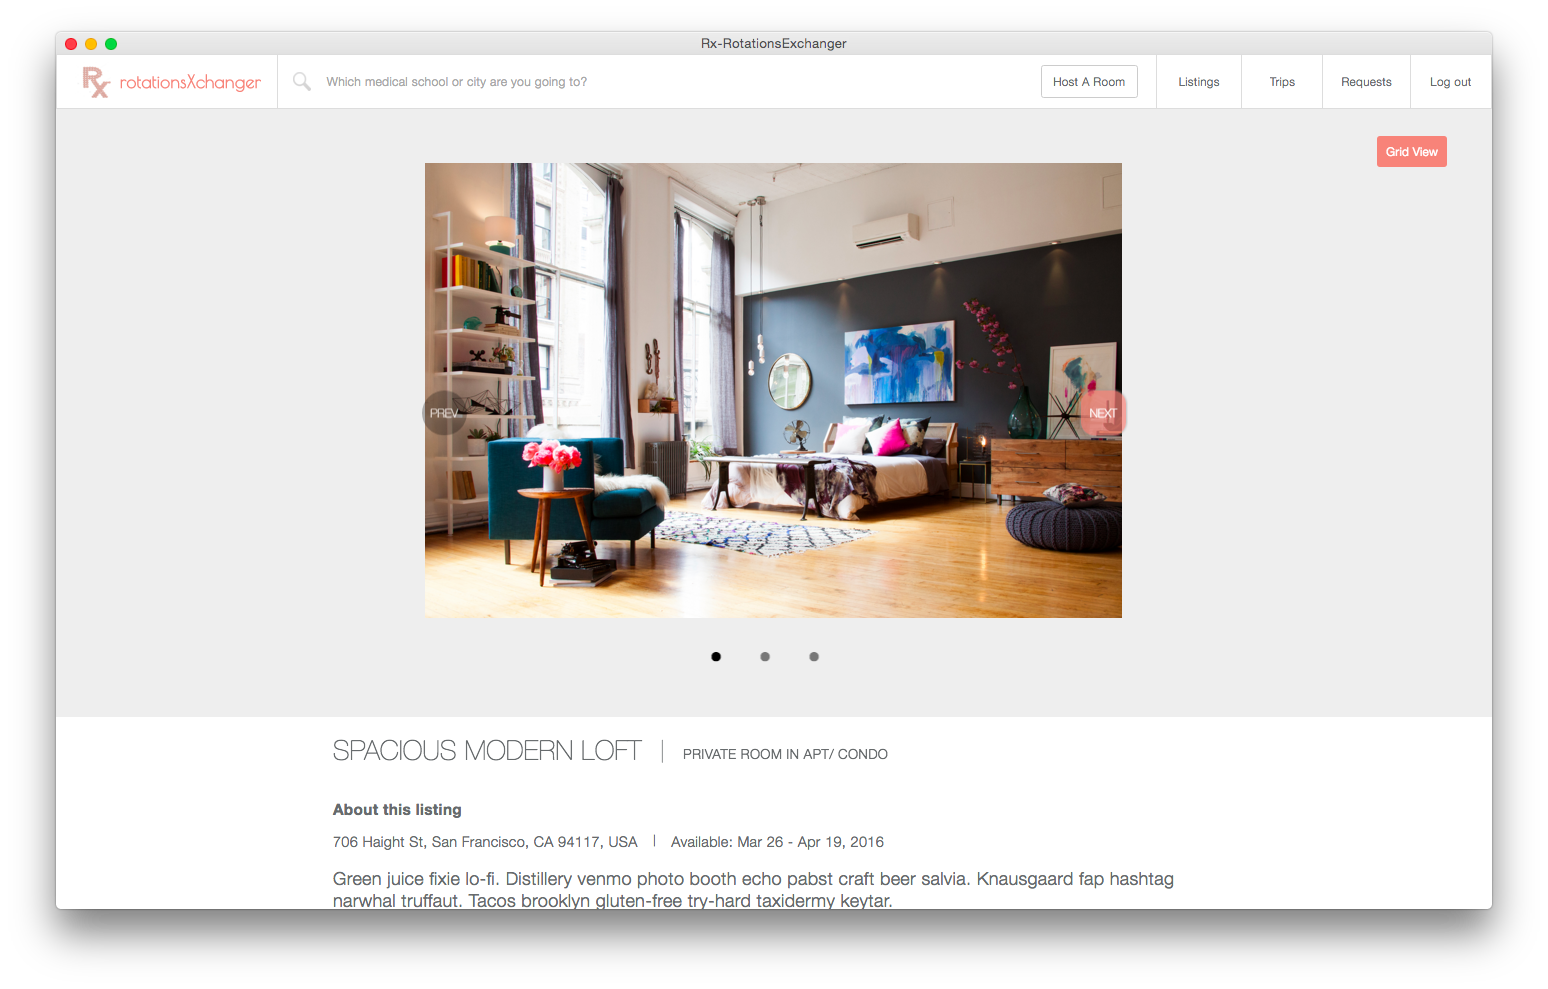 Rx-RotationsExchanger
Rx rotationsXchanger
Which medical school or city are you going to?
Host A Room
Listings
Trips
Requests
Log out
Grid View
PREV
NEXT
SPACIOUS MODERN LOFT | PRIVATE ROOM IN APT/ CONDO
About this listing
706 Haight St, San Francisco, CA 94117, USA | Available: Mar 26 - Apr 19, 2016
Green juice fixie lo-fi. Distillery venmo photo booth echo pabst craft beer salvia. Knausgaard fap hashtag
narwhal truffaut. Tacos brooklyn gluten-free try-hard taxidermy keytar.